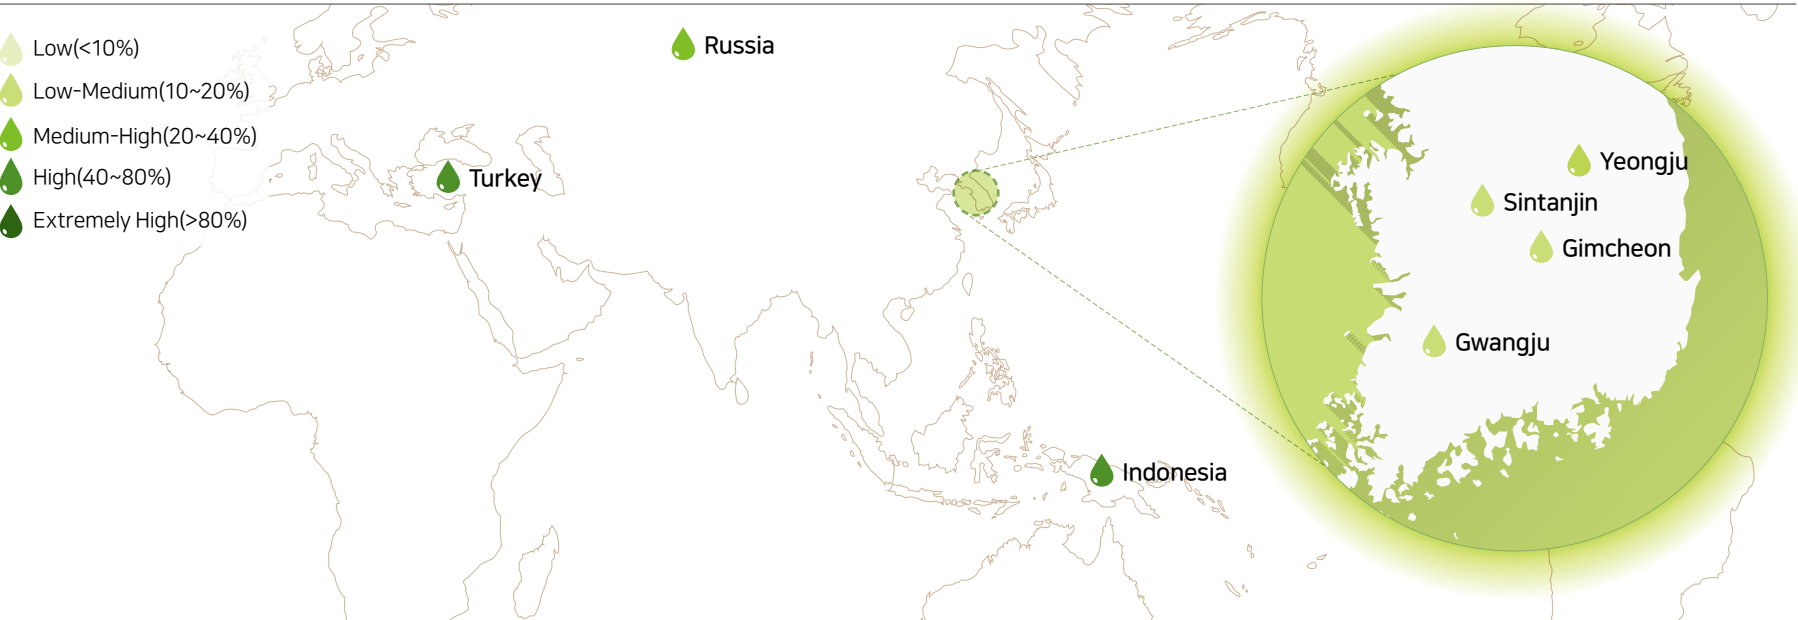 Low(<10%)
Low-Medium(10~20%)
Medium-High(20~40%)
High(40~80%)
Extremely High(>80%)
Russia
Turkey
Indonesia
Yeongju
Sintanjin
Gimcheon
Gwangju